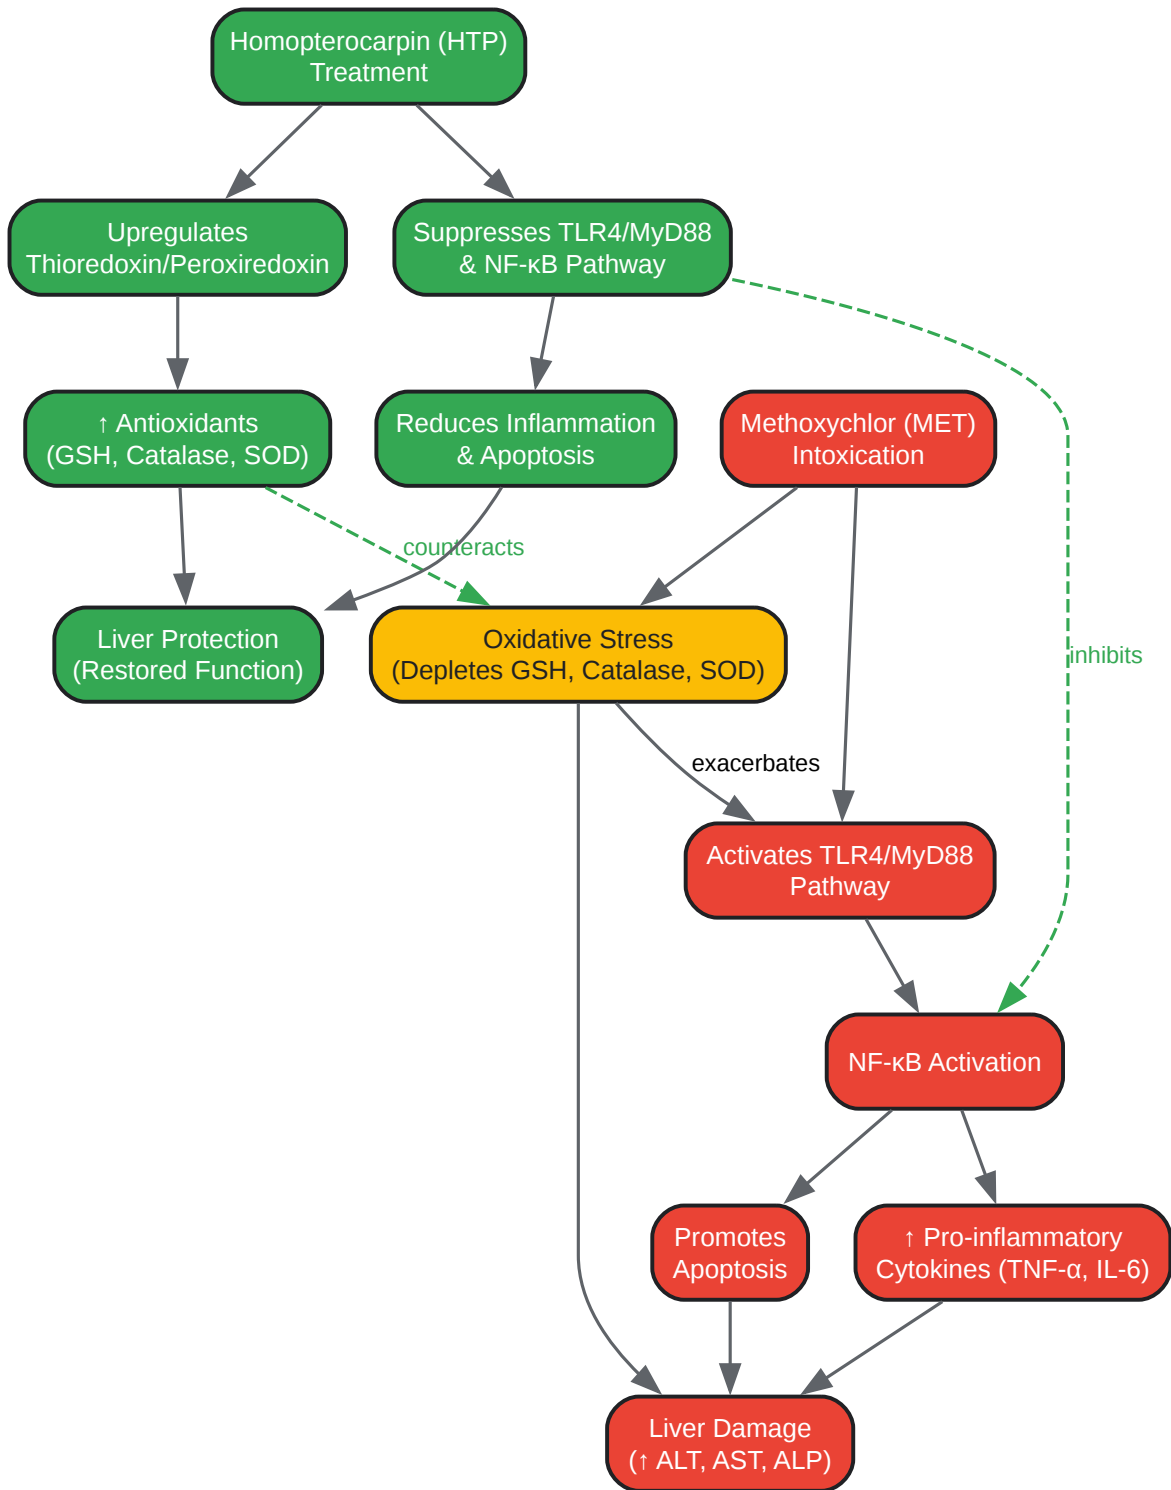 Homopterocarpin (HTP)
Treatment
Upregulates
Thioredoxin/Peroxiredoxin
Suppresses TLR4/MyD88
& NF-κB Pathway
↑ Antioxidants
(GSH, Catalase, SOD)
Reduces Inflammation
& Apoptosis
Methoxychlor (MET)
Intoxication
counteracts
Liver Protection
(Restored Function)
Oxidative Stress
(Depletes GSH, Catalase, SOD)
inhibits
exacerbates
Activates TLR4/MyD88
Pathway
NF-κB Activation
Promotes
Apoptosis
↑ Pro-inflammatory
Cytokines (TNF-α, IL-6)
Liver Damage
(↑ ALT, AST, ALP)